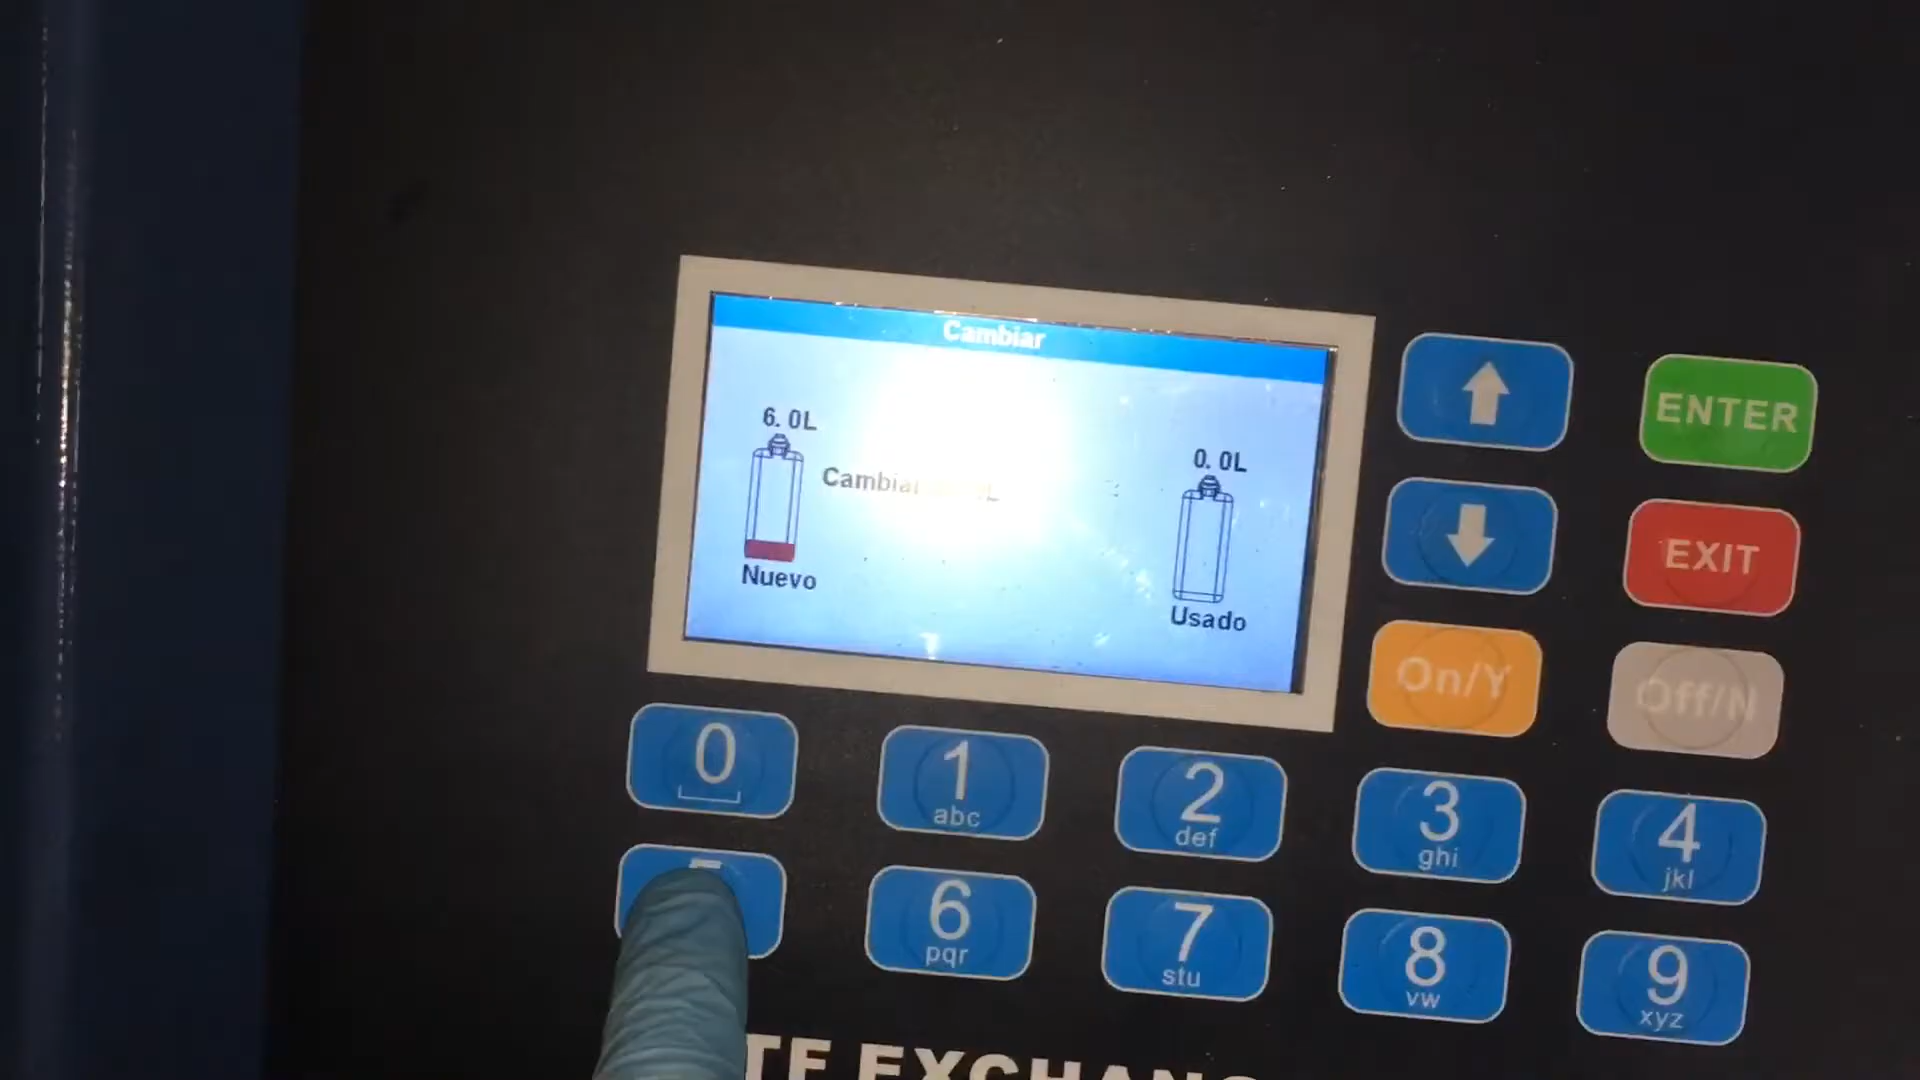 Cambiar
6.0L
0.0L
Cambiar
Nuevo
Usado
ENTER
EXIT
On/Y
Off/N
0
1
abc
2
def
3
ghi
4
jkl
6
pqr
7
stu
8
vw
9
xyz